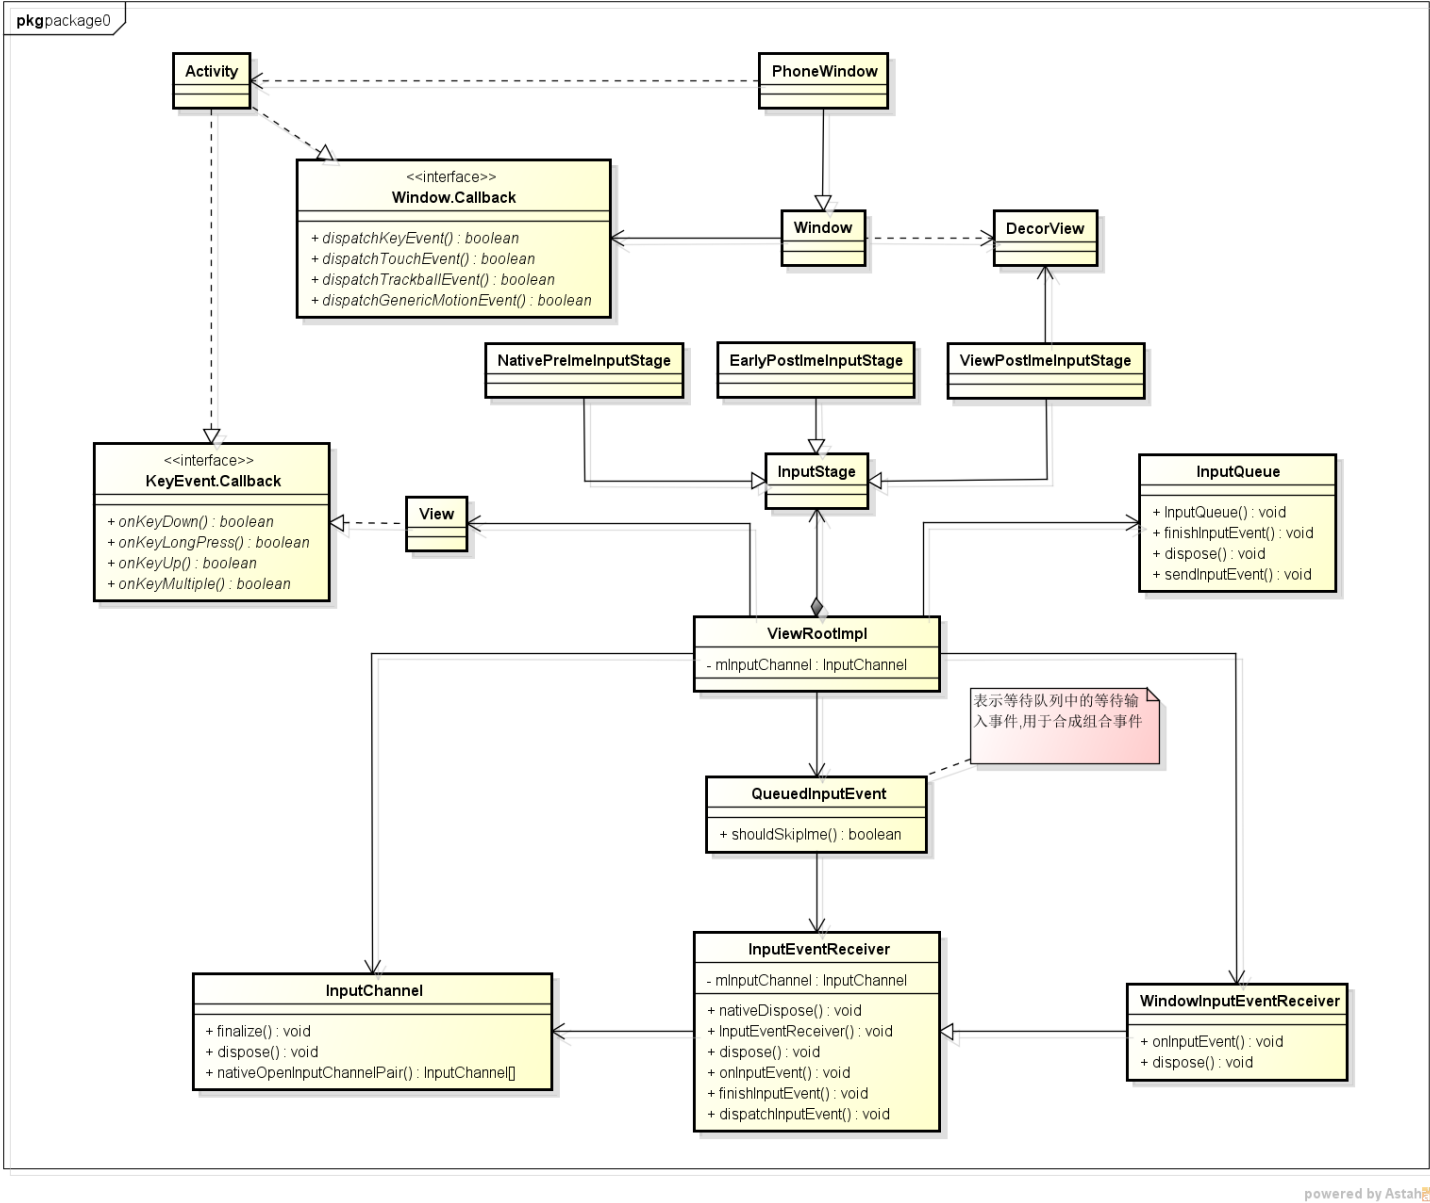 pkg package0
Activity
PhoneWindow
<<interface>>
Window.Callback
+ dispatchKeyEvent() : boolean
+ dispatchTouchEvent() : boolean
+ dispatchTrackballEvent() : boolean
+ dispatchGenericMotionEvent() : boolean
Window
DecorView
NativePreImeInputStage
EarlyPostImeInputStage
ViewPostImeInputStage
<<interface>>
KeyEvent.Callback
+ onKeyDown() : boolean
+ onKeyLongPress() : boolean
+ onKeyUp() : boolean
+ onKeyMultiple() : boolean
View
InputStage
InputQueue
+ InputQueue() : void
+ finishInputEvent() : void
+ dispose() : void
+ sendInputEvent() : void
ViewRootImpl
- mInputChannel : InputChannel
表示等待队列中的等待输
入事件,用于合成组合事件
QueuedInputEvent
+ shouldSkipIme() : boolean
InputChannel
+ finalize() : void
+ dispose() : void
+ nativeOpenInputChannelPair() : InputChannel[]
InputEventReceiver
- mInputChannel : InputChannel
+ nativeDispose() : void
+ InputEventReceiver() : void
+ dispose() : void
+ onInputEvent() : void
+ finishInputEvent() : void
+ dispatchInputEvent() : void
WindowInputEventReceiver
+ onInputEvent() : void
+ dispose() : void
powered by Astah